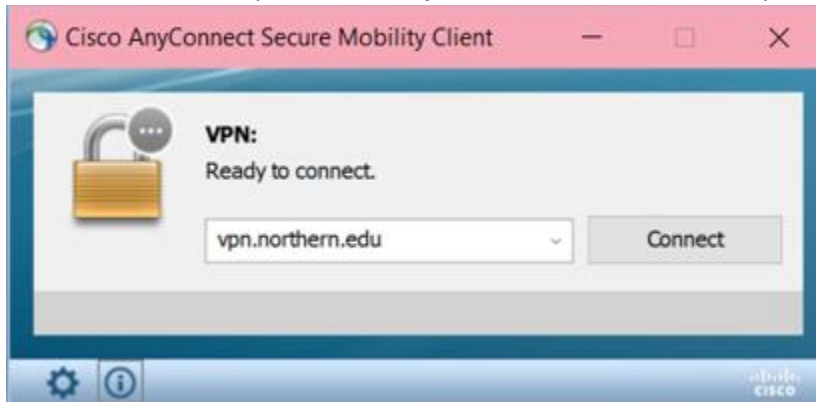 Cisco AnyConnect Secure Mobility Client
VPN:
Ready to connect.
vpn.northern.edu
Connect
CISCO